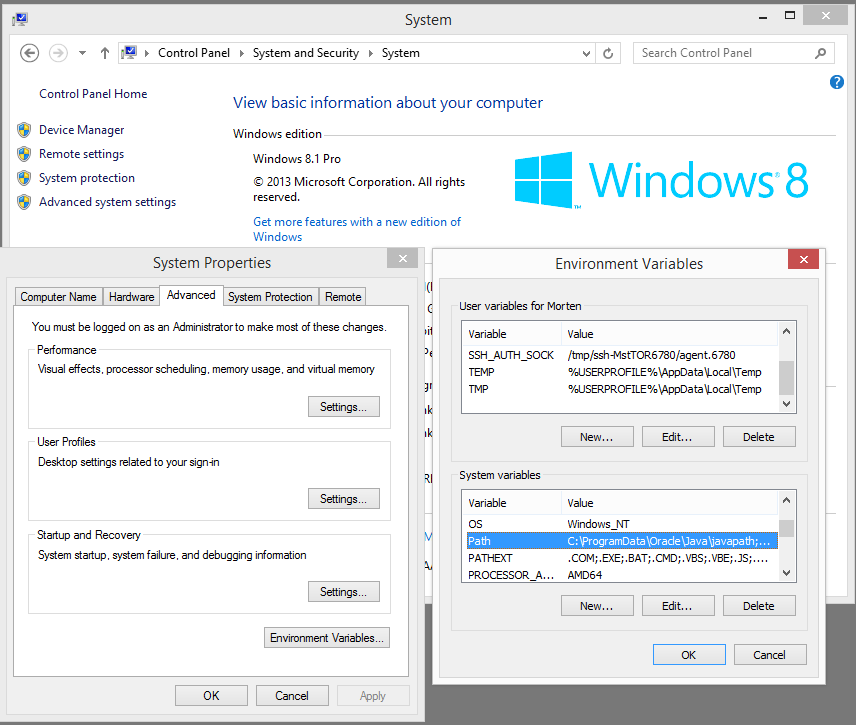 System
Control Panel
System and Security
System
Search Control Panel
Control Panel Home
Device Manager
Remote settings
System protection
Advanced system settings
View basic information about your computer
Windows edition
Windows 8.1 Pro
© 2013 Microsoft Corporation. All rights
reserved.
Get more features with a new edition of
Windows
Windows® 8
System Properties
Computer Name
Hardware
Advanced
System Protection
Remote
You must be logged on as an Administrator to make most of these changes.
Performance
Visual effects, processor scheduling, memory usage, and virtual memory
Settings...
User Profiles
Desktop settings related to your sign-in
Settings...
Startup and Recovery
System startup, system failure, and debugging information
Settings...
Environment Variables...
OK
Cancel
Apply
Environment Variables
User variables for Morten
Variable Value
SSH_AUTH_SOCK /tmp/ssh-MstTOR6780/agent.6780
TEMP %USERPROFILE%\AppData\Local\Temp
TMP %USERPROFILE%\AppData\Local\Temp
New...
Edit...
Delete
System variables
Variable Value
OS Windows_NT
Path C:\ProgramData\Oracle\Java\javapath;...
PATHEXT .COM;.EXE;.BAT;.CMD;.VBS;.VBE;.JS;....
PROCESSOR_A... AMD64
New...
Edit...
Delete
OK
Cancel